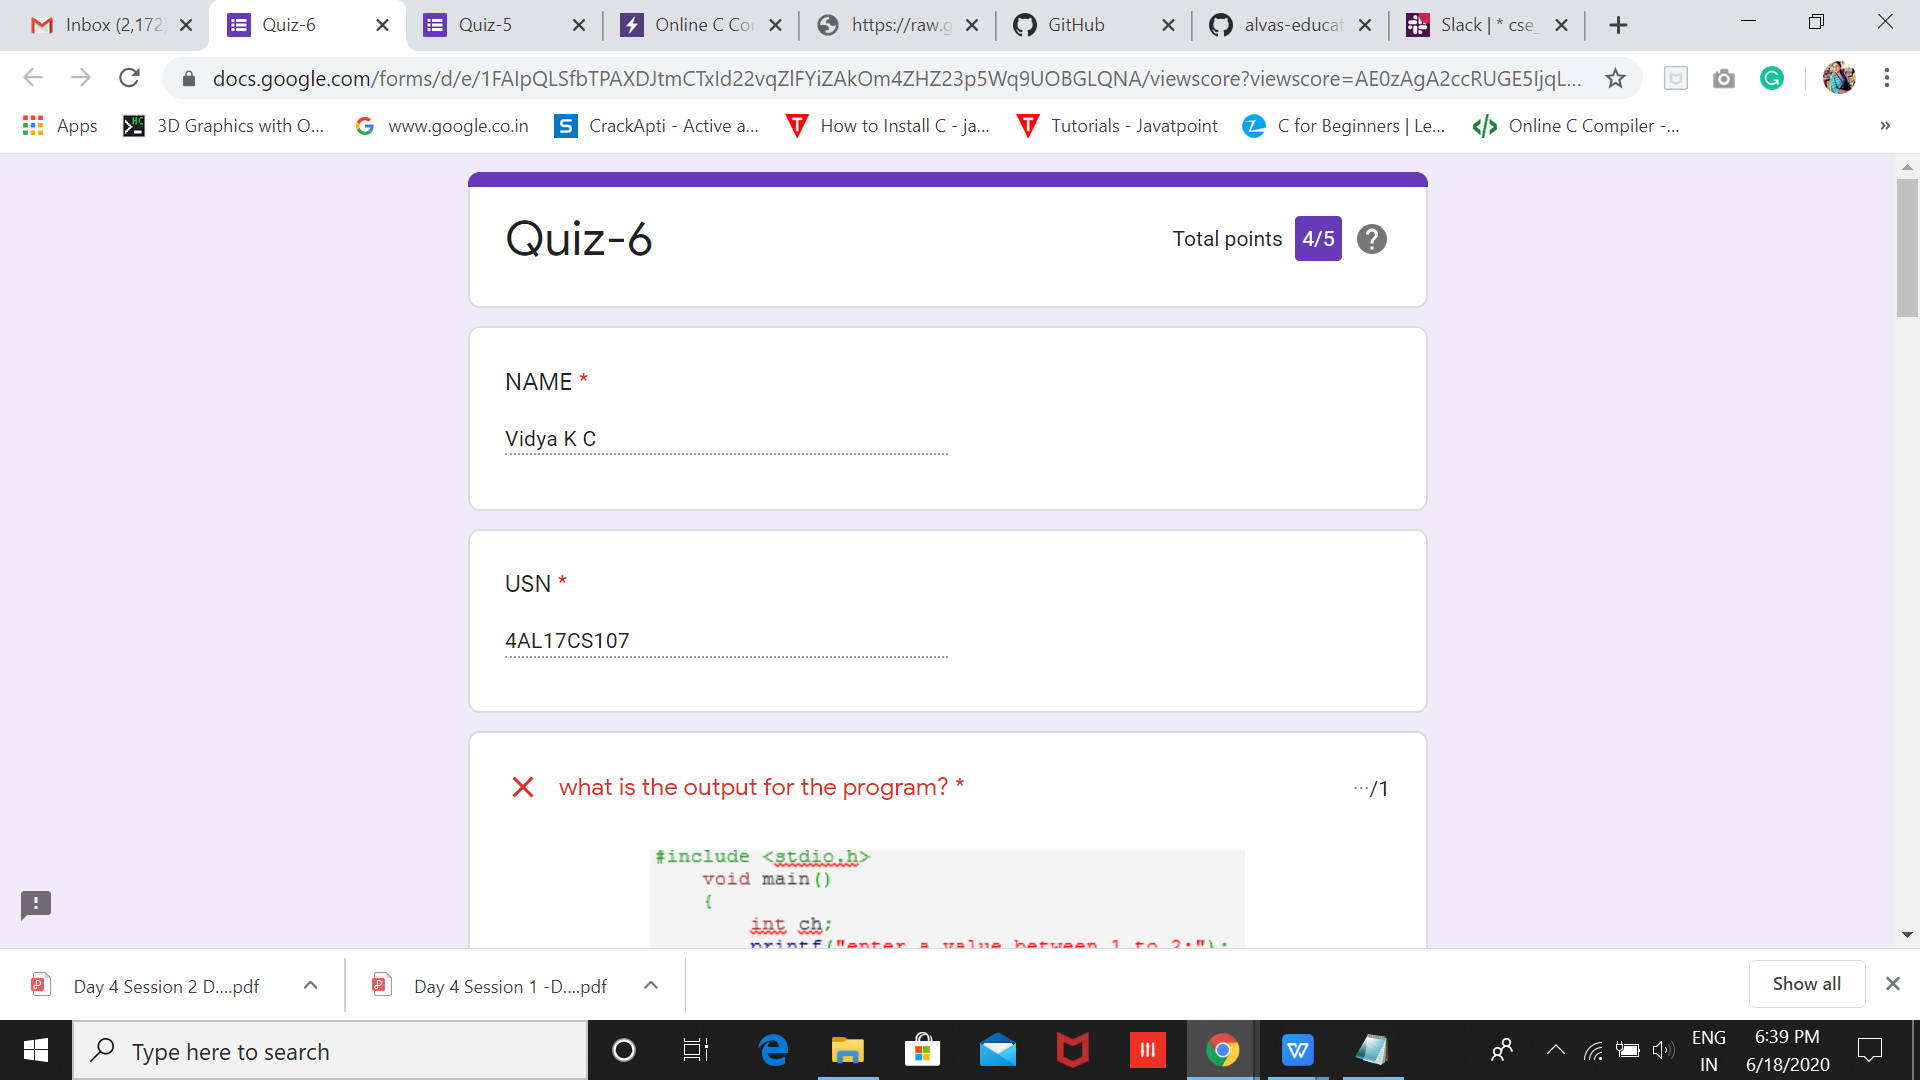 Inbox (2,172
Quiz-6
Quiz-5
Online C Cor
https://raw.g
GitHub
alvas-educat
Slack | * cse_
docs.google.com/forms/d/e/1FAIpQLSfbTPAXDJtmCTxId22vqZlFYiZAkOm4ZHZ23p5Wq9UOBGLQNA/viewscore?viewscore=AE0zAgA2ccRUGE5IjqL...
Apps
3D Graphics with O...
www.google.co.in
CrackApti - Active a...
How to Install C - ja...
Tutorials - Javatpoint
C for Beginners | Le...
Online C Compiler -...
»
Quiz-6
Total points 4/5
NAME *
Vidya K C
USN *
4AL17CS107
what is the output for the program? *
···/1
#include <stdio.h>
void main()
{
int ch;
printf("enter a value between 1 to 2:");
Day 4 Session 2 D....pdf
Day 4 Session 1 -D....pdf
Show all
Type here to search
ENG
IN
6:39 PM
6/18/2020